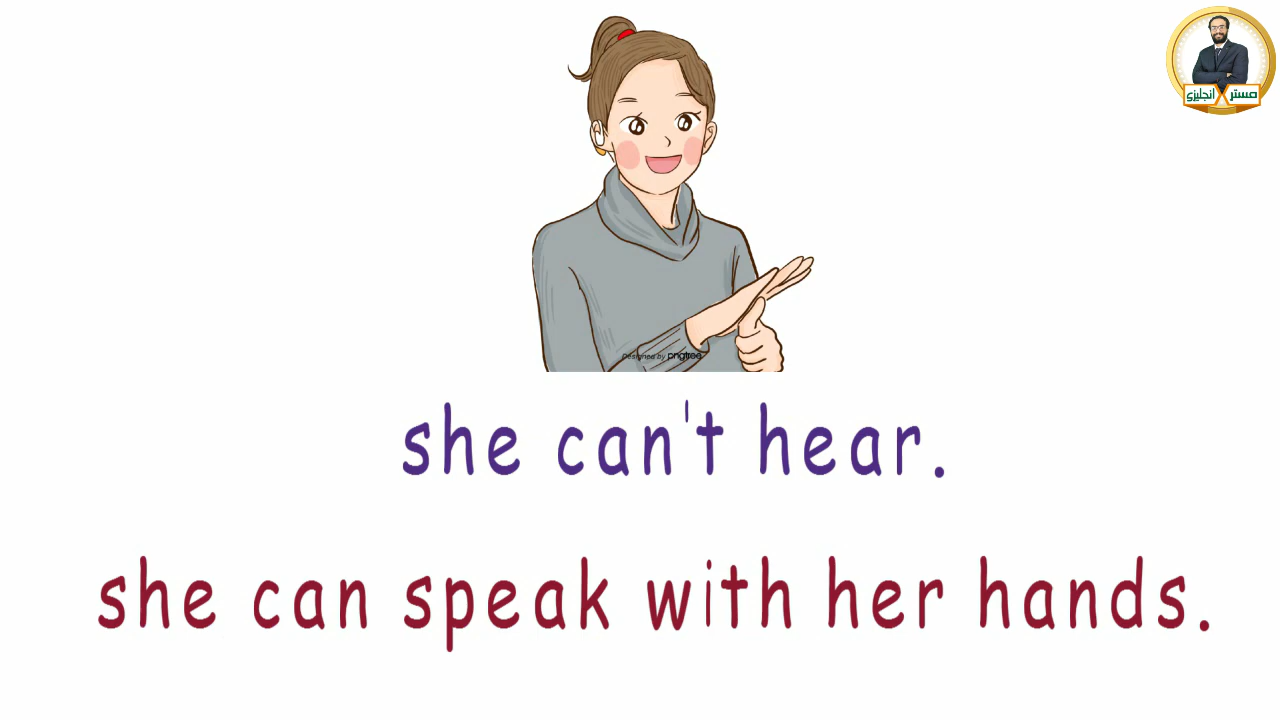 مستر X انجليزي
Designed by pngtree
she can't hear.
she can speak with her hands.